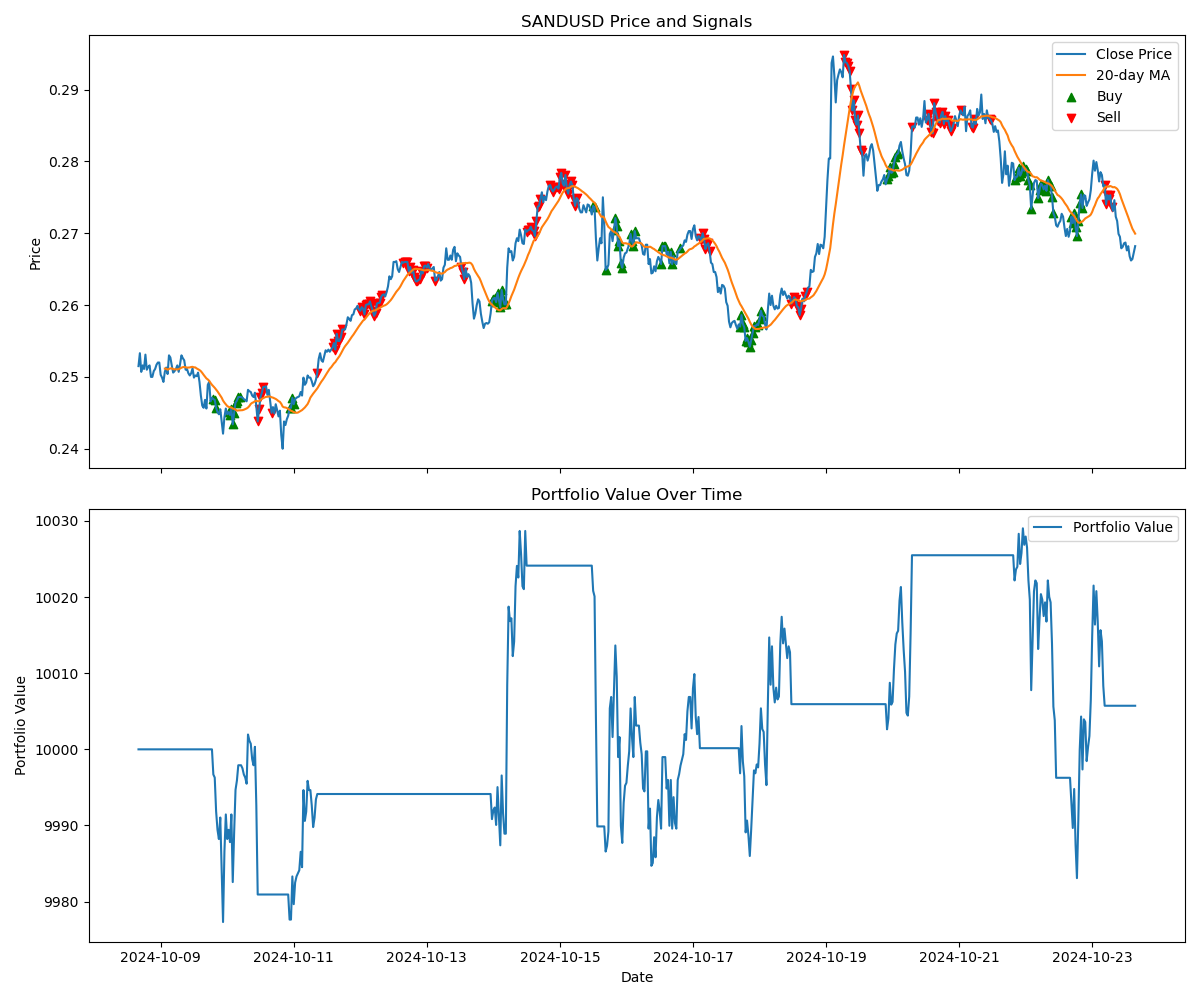 SANDUSD Price and Signals
Close Price
20-day MA
Buy
Sell
0.29
0.28
0.27
0.26
0.25
0.24
Price
Portfolio Value Over Time
Portfolio Value
10030
10020
10010
10000
9990
9980
Portfolio Value
2024-10-09 2024-10-11 2024-10-13 2024-10-15 2024-10-17 2024-10-19 2024-10-21 2024-10-23
Date